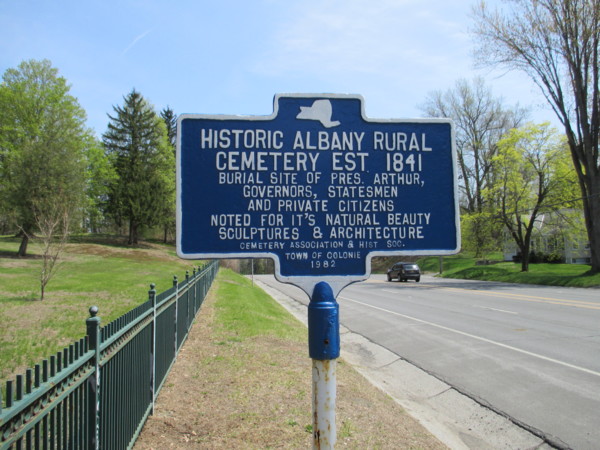 HISTORIC ALBANY RURAL
CEMETERY EST 1841
BURIAL SITE OF PRES. ARTHUR,
GOVERNORS, STATESMEN
AND PRIVATE CITIZENS
NOTED FOR IT'S NATURAL BEAUTY
SCULPTURES & ARCHITECTURE
CEMETERY ASSOCIATION & HIST SOC.
TOWN OF COLONIE
1982